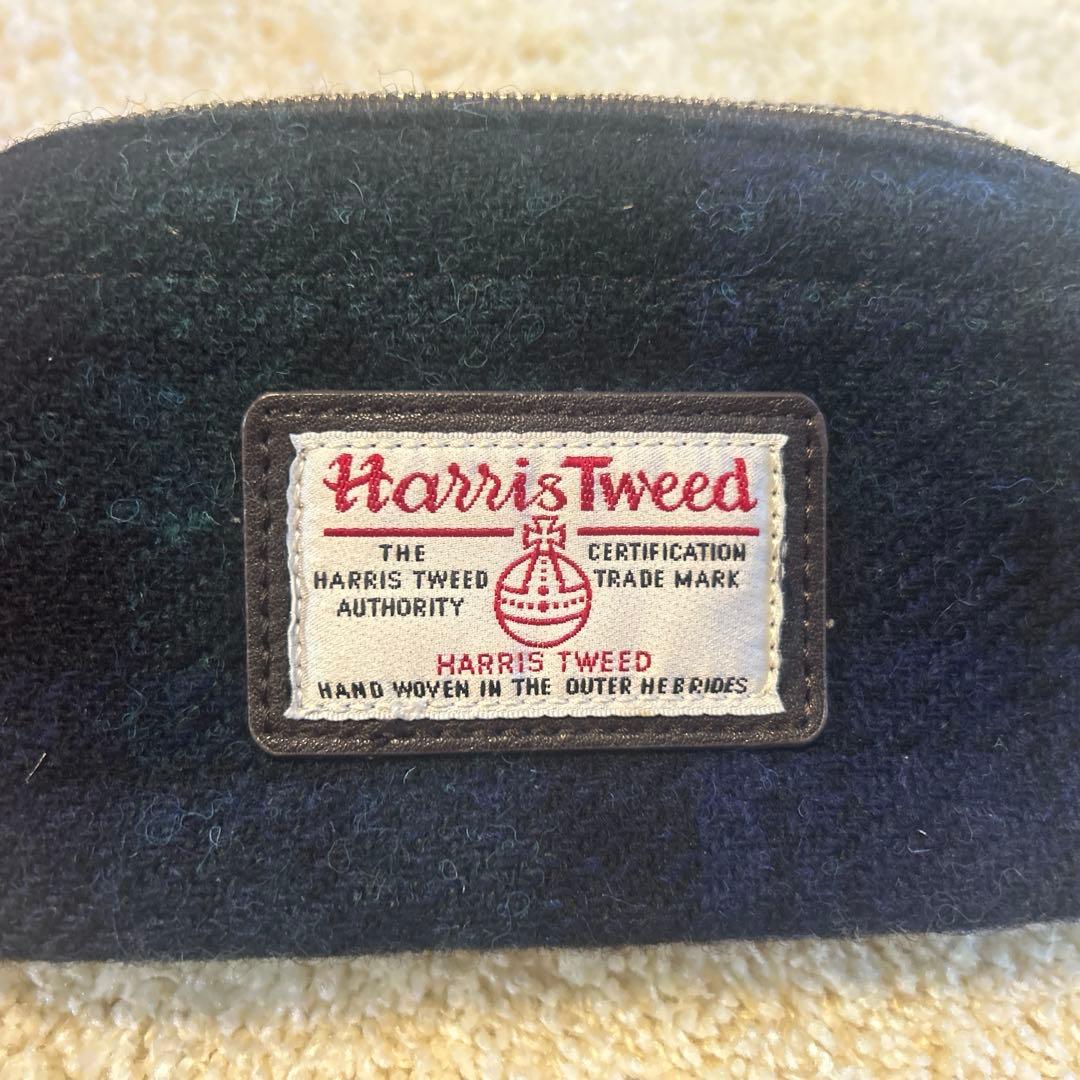 Harris Tweed
THE
HARRIS TWEED
AUTHORITY
CERTIFICATION
TRADE MARK
HARRIS TWEED
HAND WOVEN IN THE OUTER HEBRIDES